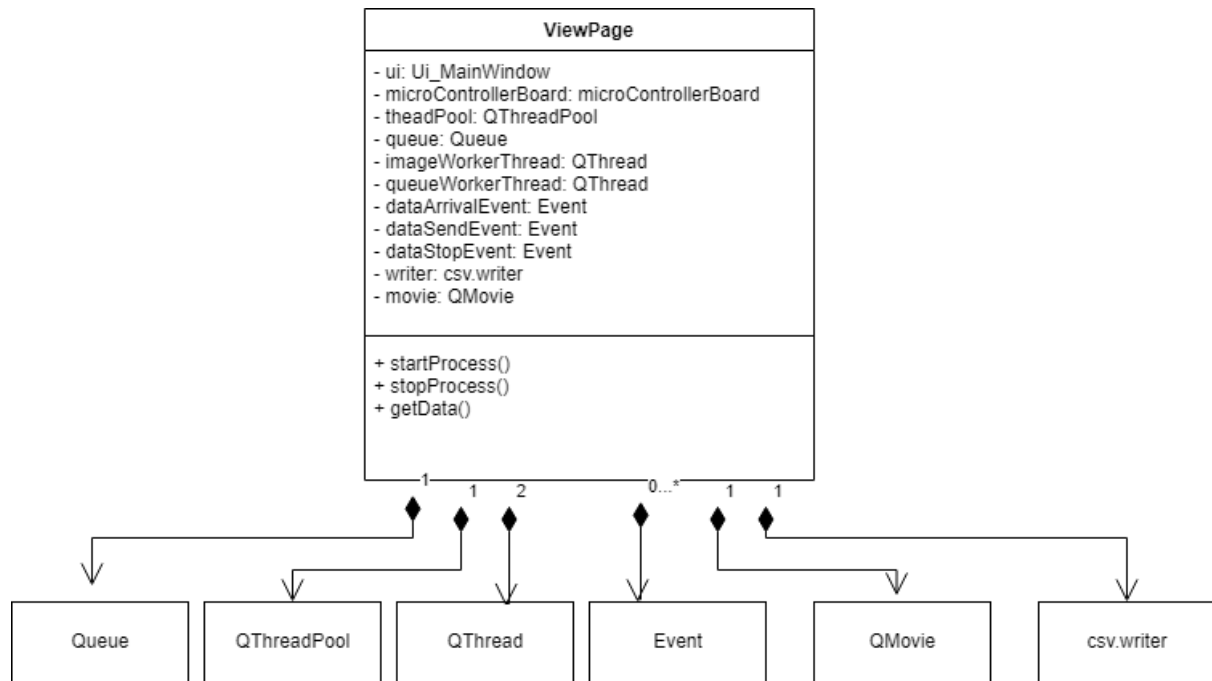 ViewPage
- ui: Ui_MainWindow
- microControllerBoard: microControllerBoard
- theadPool: QThreadPool
- queue: Queue
- imageWorkerThread: QThread
- queueWorkerThread: QThread
- dataArrivalEvent: Event
- dataSendEvent: Event
- dataStopEvent: Event
- writer: csv.writer
- movie: QMovie
+ startProcess()
+ stopProcess()
+ getData()
1 1 2 0...* 1 1
Queue QThreadPool QThread Event QMovie csv.writer